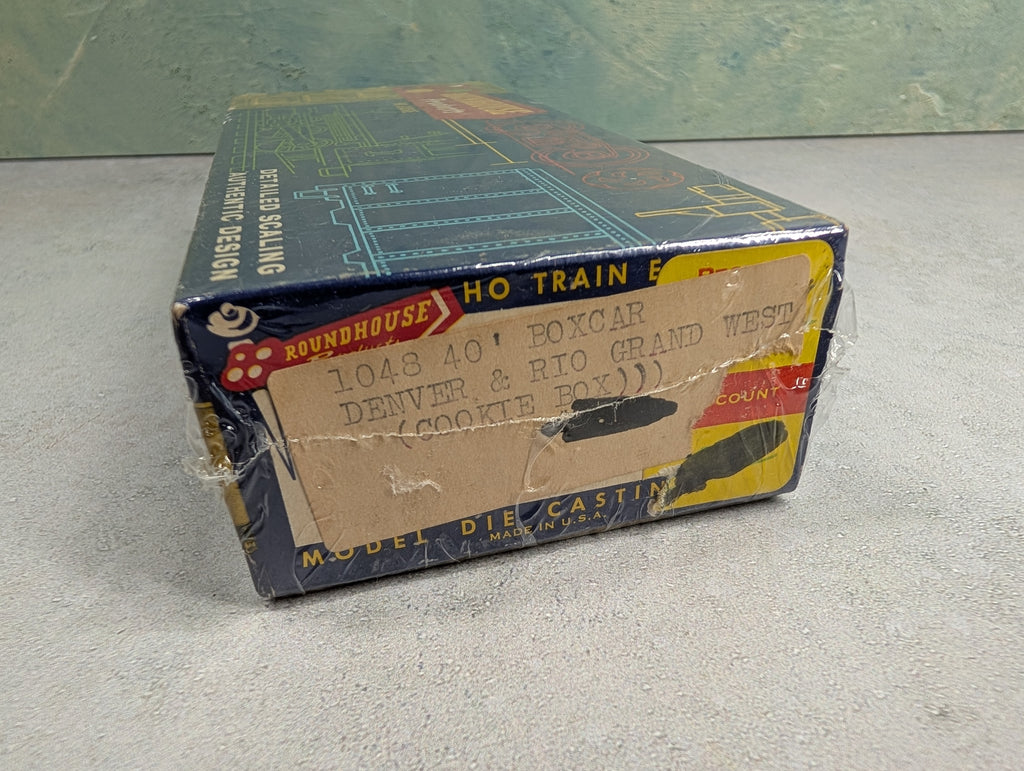 DETAILED SCALING
AUTHENTIC DESIGN
HO TRAIN
ROUNDHOUSE
Products
1048 40' BOXCAR
DENVER & RIO GRAND WEST
(COOKIE BOX)))
COUNT
MODEL DIE CASTIN
MADE IN U.S.A.